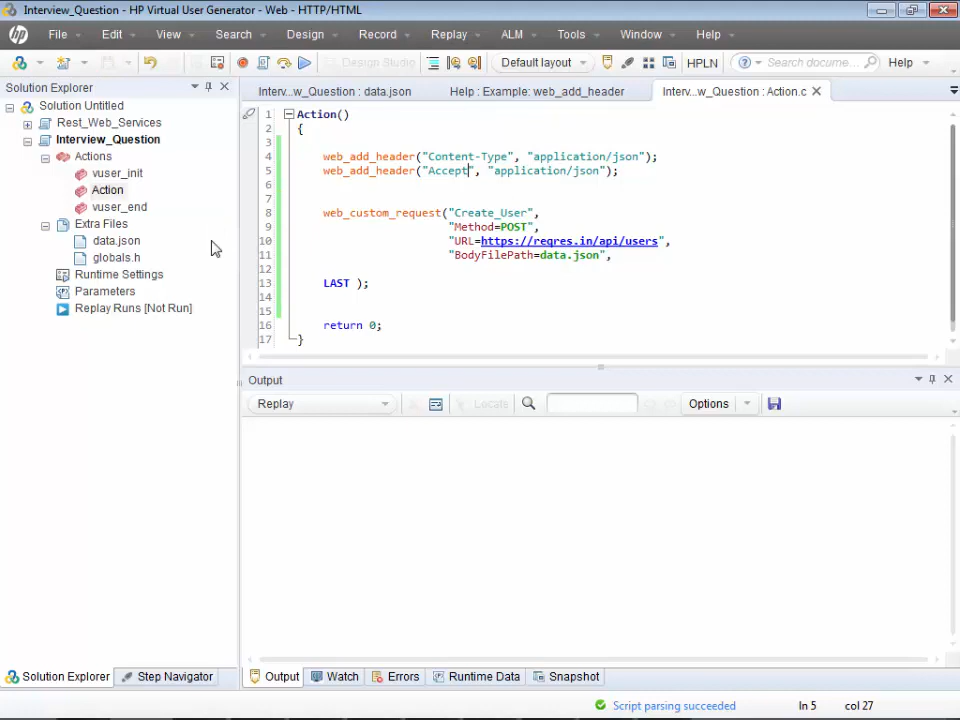 Interview_Question - HP Virtual User Generator - Web - HTTP/HTML
hp File Edit View Search Design Record Replay ALM Tools Window Help
Design Studio Default layout HPLN Search docume... Help
Solution Explorer
Solution Untitled
Rest_Web_Services
Interview_Question
Actions
vuser_init
Action
vuser_end
Extra Files
data.json
globals.h
Runtime Settings
Parameters
Replay Runs [Not Run]
Interv...w_Question : data.json Help : Example: web_add_header Interv...w_Question : Action.c
1 Action()
2 {
3
4 web_add_header("Content-Type", "application/json");
5 web_add_header("Accept", "application/json");
6
7
8 web_custom_request("Create_User",
9 "Method=POST",
10 "URL=https://reqres.in/api/users",
11 "BodyFilePath=data.json",
12
13 LAST );
14
15
16 return 0;
17 }
Output
Replay Locate Options
Solution Explorer Step Navigator Output Watch Errors Runtime Data Snapshot
Script parsing succeeded ln 5 col 27